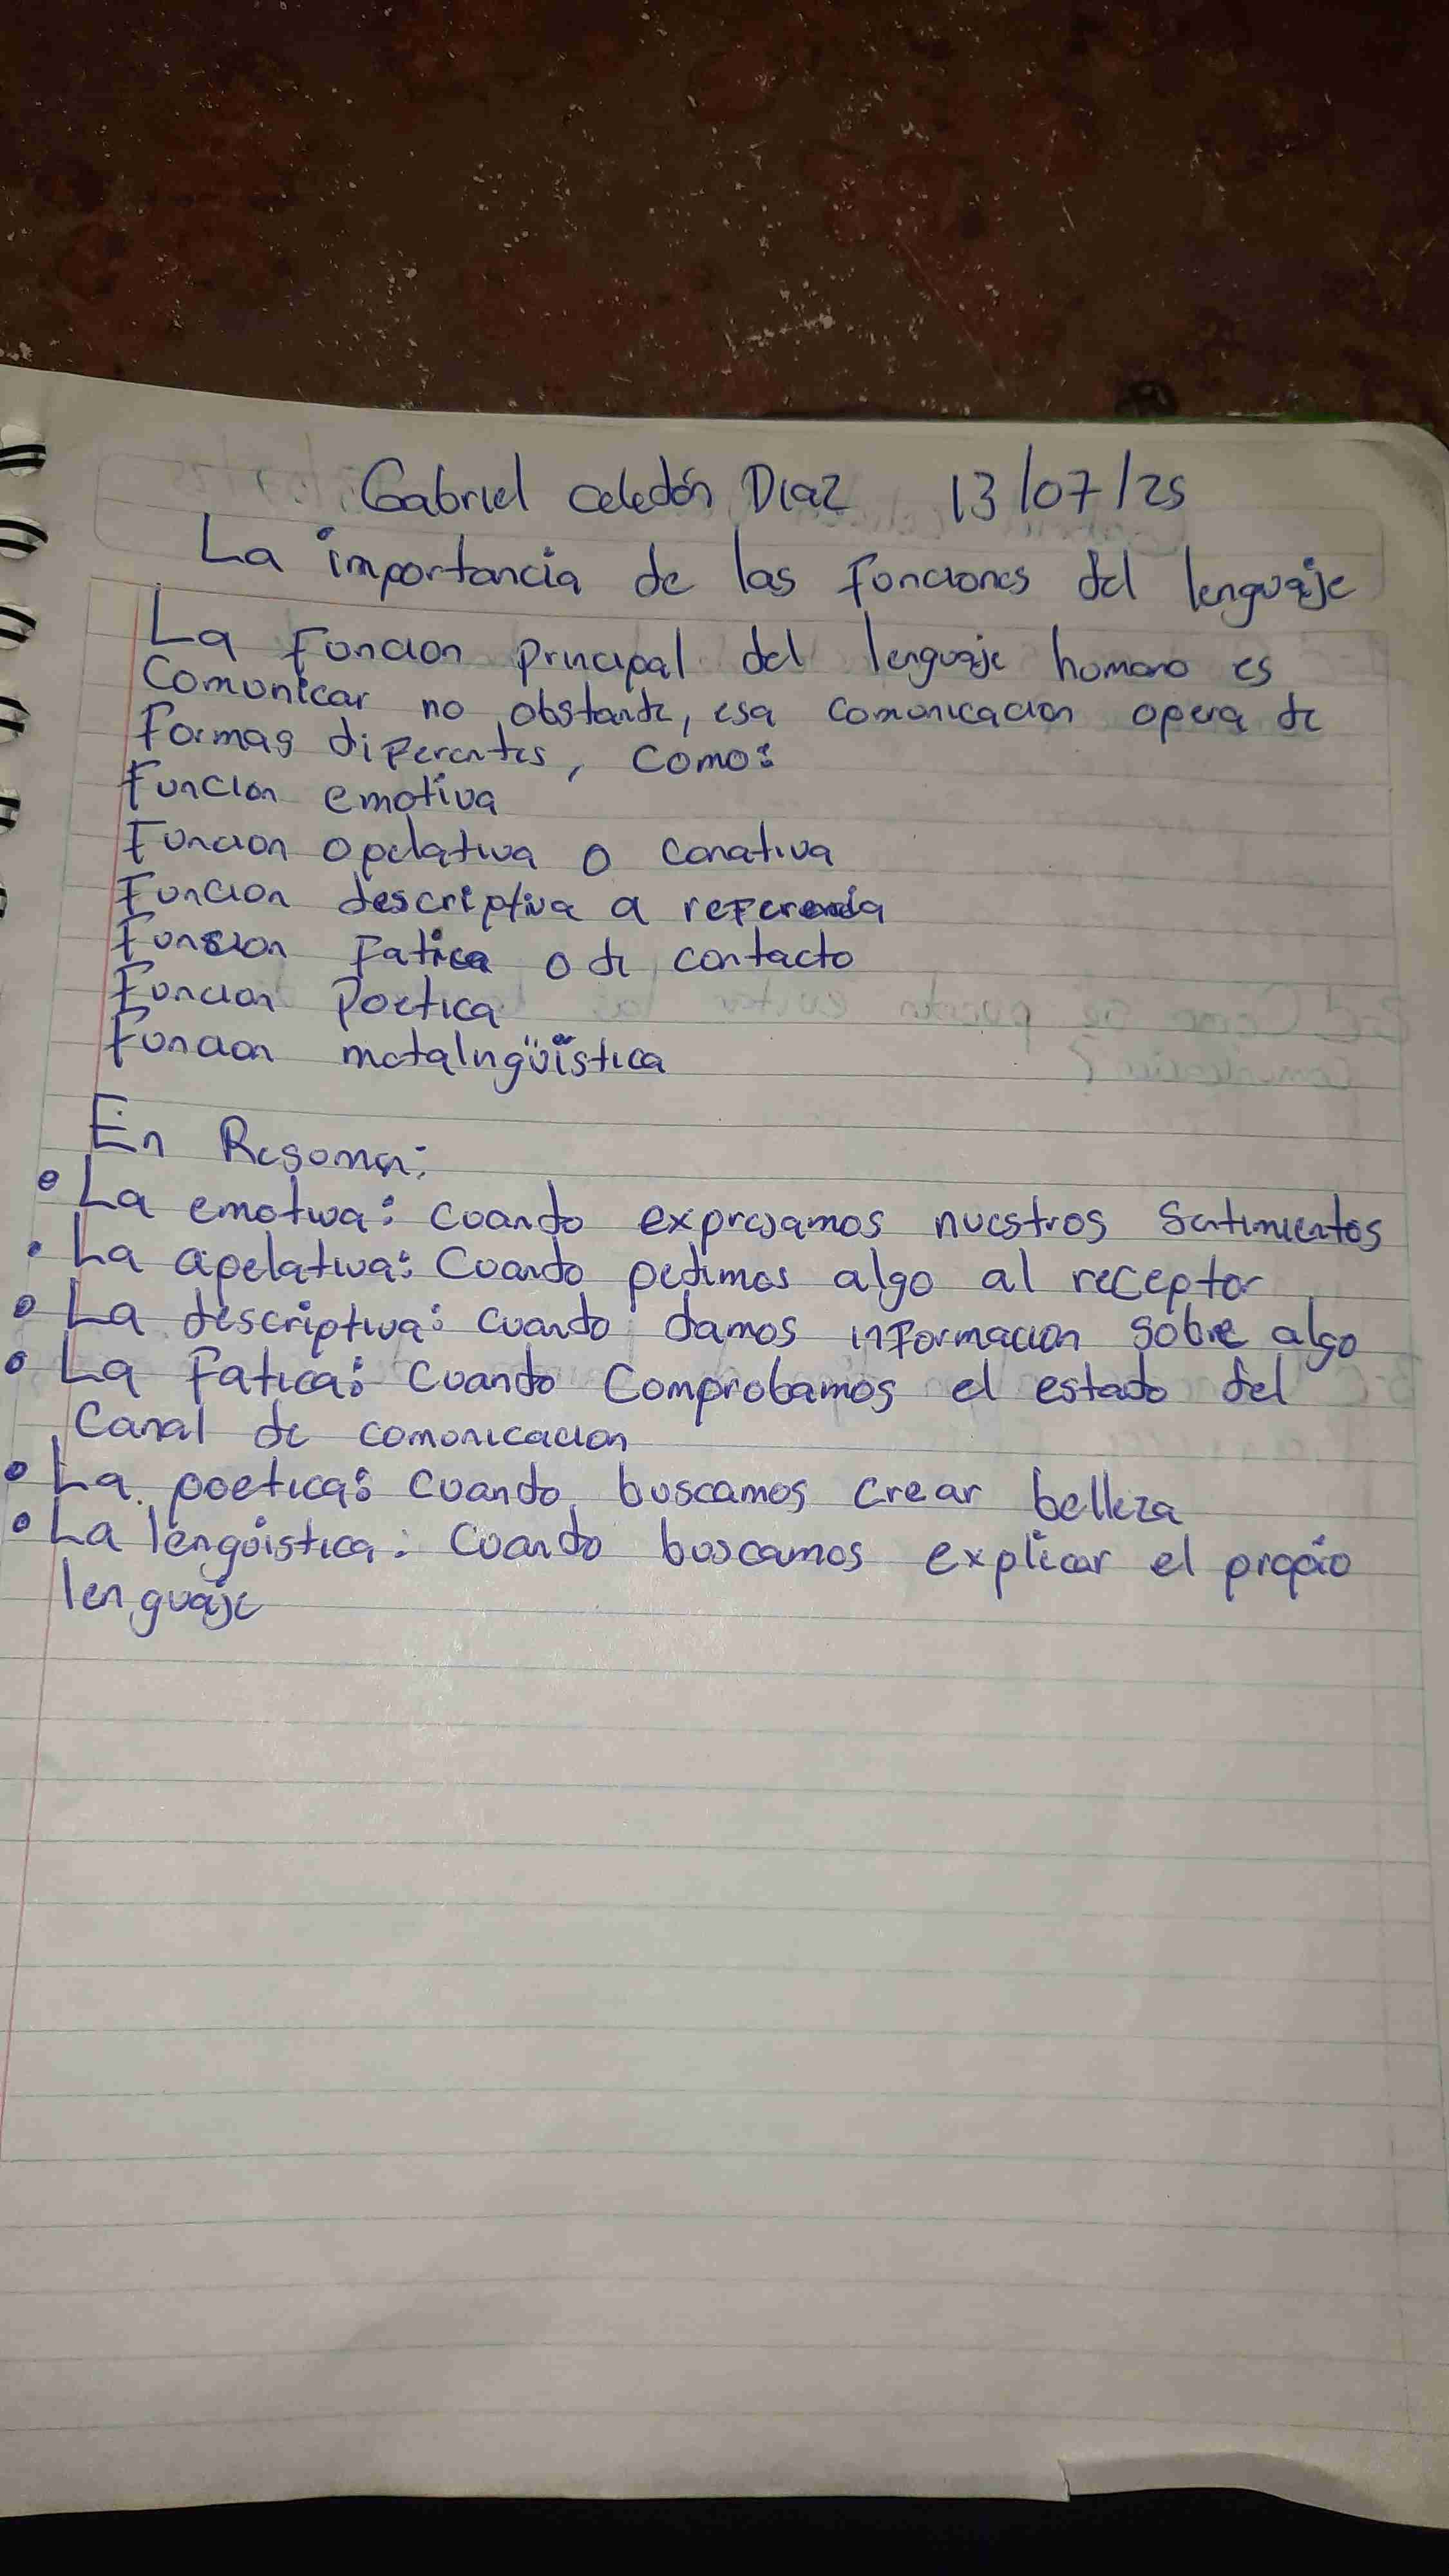 Gabriel Celedón Diaz 13/07/25
La importancia de las Funciones del lenguaje
La Funcion principal del lenguaje humano es
Comunicar no obstante, esa comunicacion opera de
Formas diferentes, como:
Funcion emotiva
Funcion opelativa o conativa
Funcion descriptiva a referencia
Funcion Fatica o de contacto
Funcion Poetica
Funcion metalingüistica
En Resumen:
• La emotiva: cuando expresamos nuestros Sentimientos
• La apelativa: Cuando pedimos algo al receptor
• La descriptiva: cuando damos informacion sobre algo
• La Fatica: Cuando Comprobamos el estado del
Canal de comunicacion
• La poetica: Cuando buscamos crear belleza
• La lengüistica: Cuando buscamos explicar el propio
lenguaje